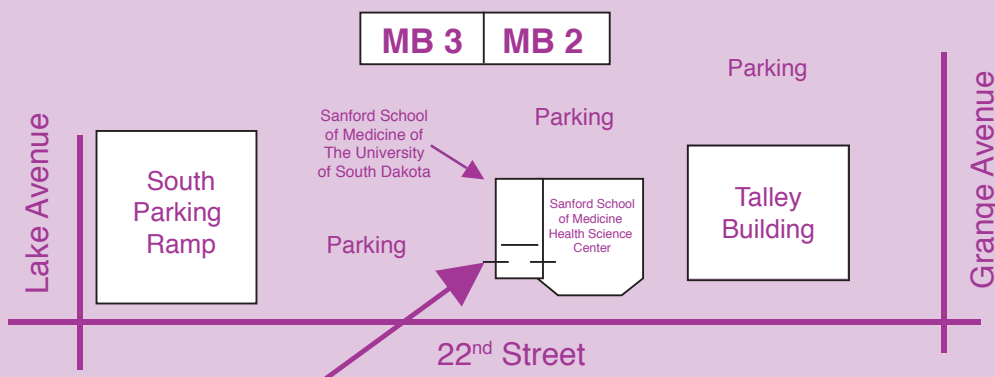 MB 3
MB 2
Parking
Sanford School
of Medicine of
The University
of South Dakota
Parking
Lake Avenue
South
Parking
Ramp
Parking
Sanford School
of Medicine
Health Science
Center
Talley
Building
Grange Avenue
22nd Street